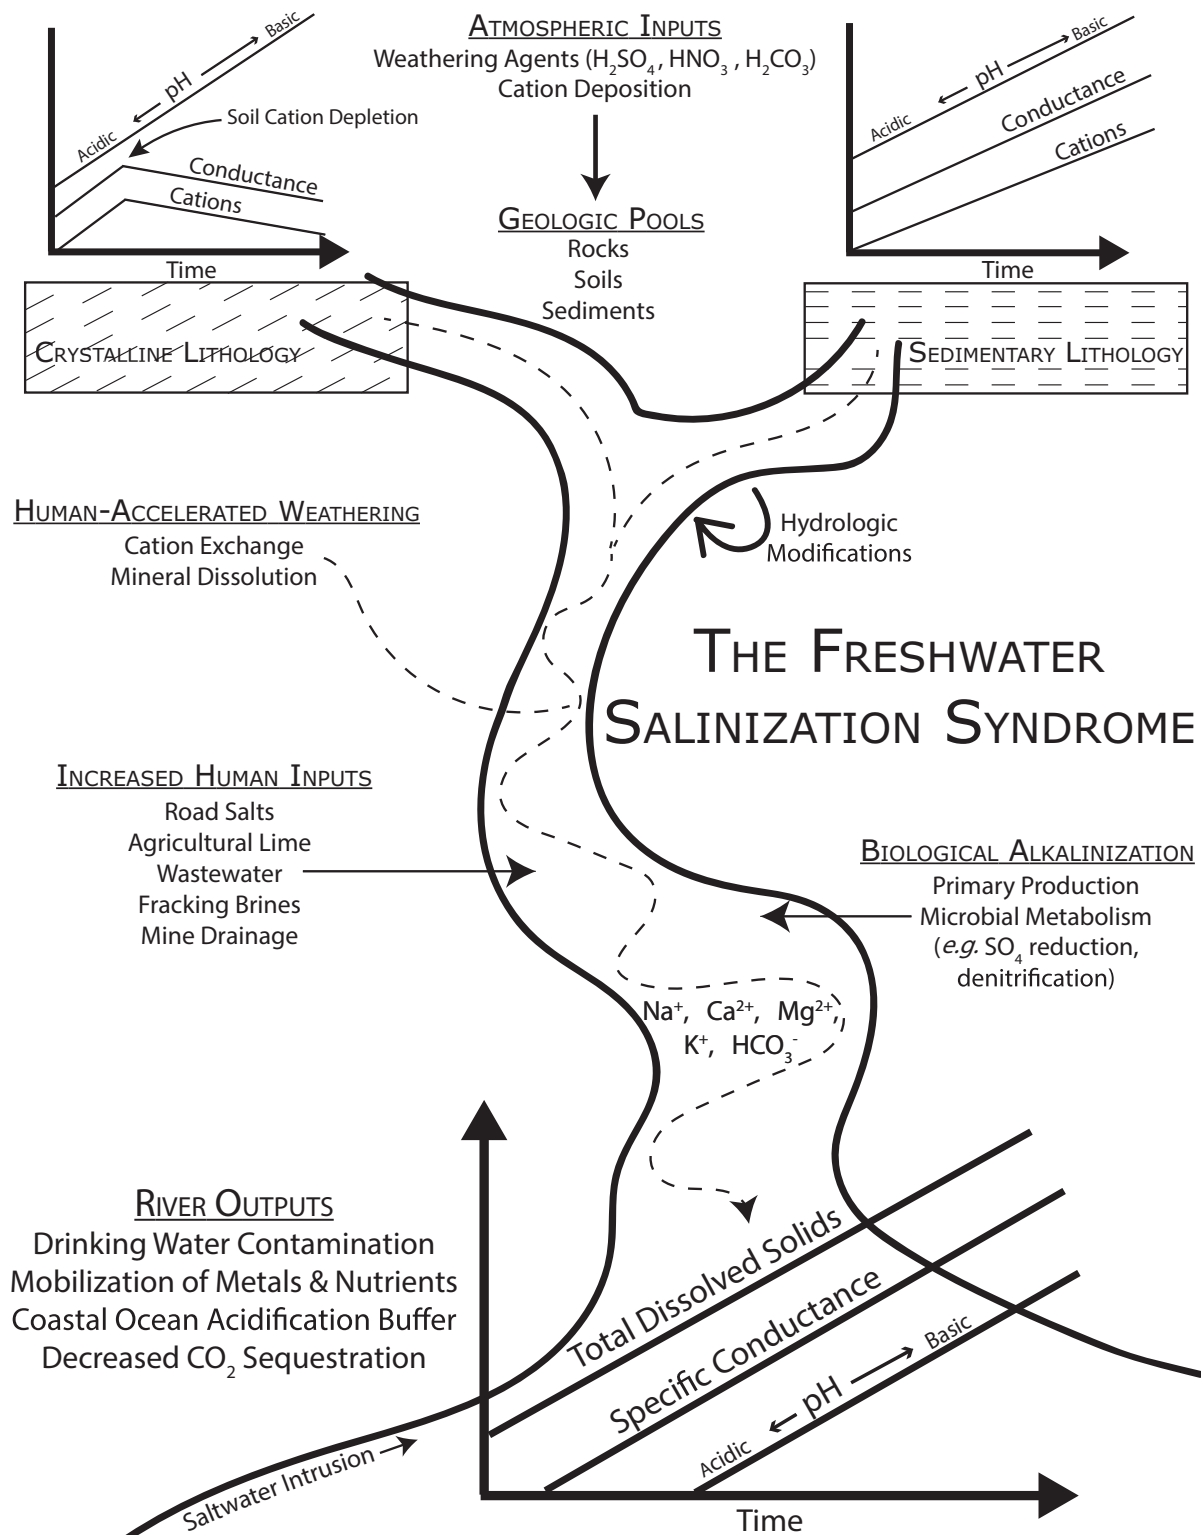 Basic
pH
Acidic
Soil Cation Depletion
Conductance
Cations
Time
CRYSTALLINE LITHOLOGY
ATMOSPHERIC INPUTS
Weathering Agents (H₂SO₄, HNO₃ , H₂CO₃)
Cation Deposition
GEOLOGIC POOLS
Rocks
Soils
Sediments
Basic
pH
Acidic
Conductance
Cations
Time
SEDIMENTARY LITHOLOGY
HUMAN-ACCELERATED WEATHERING
Cation Exchange
Mineral Dissolution
Hydrologic
Modifications
THE FRESHWATER
SALINIZATION SYNDROME
INCREASED HUMAN INPUTS
Road Salts
Agricultural Lime
Wastewater
Fracking Brines
Mine Drainage
BIOLOGICAL ALKALINIZATION
Primary Production
Microbial Metabolism
(e.g. SO₄ reduction,
denitrification)
Na⁺, Ca²⁺, Mg²⁺,
K⁺, HCO₃⁻
RIVER OUTPUTS
Drinking Water Contamination
Mobilization of Metals & Nutrients
Coastal Ocean Acidification Buffer
Decreased CO₂ Sequestration
Saltwater Intrusion
Total Dissolved Solids
Specific Conductance
Basic
pH
Acidic
Time